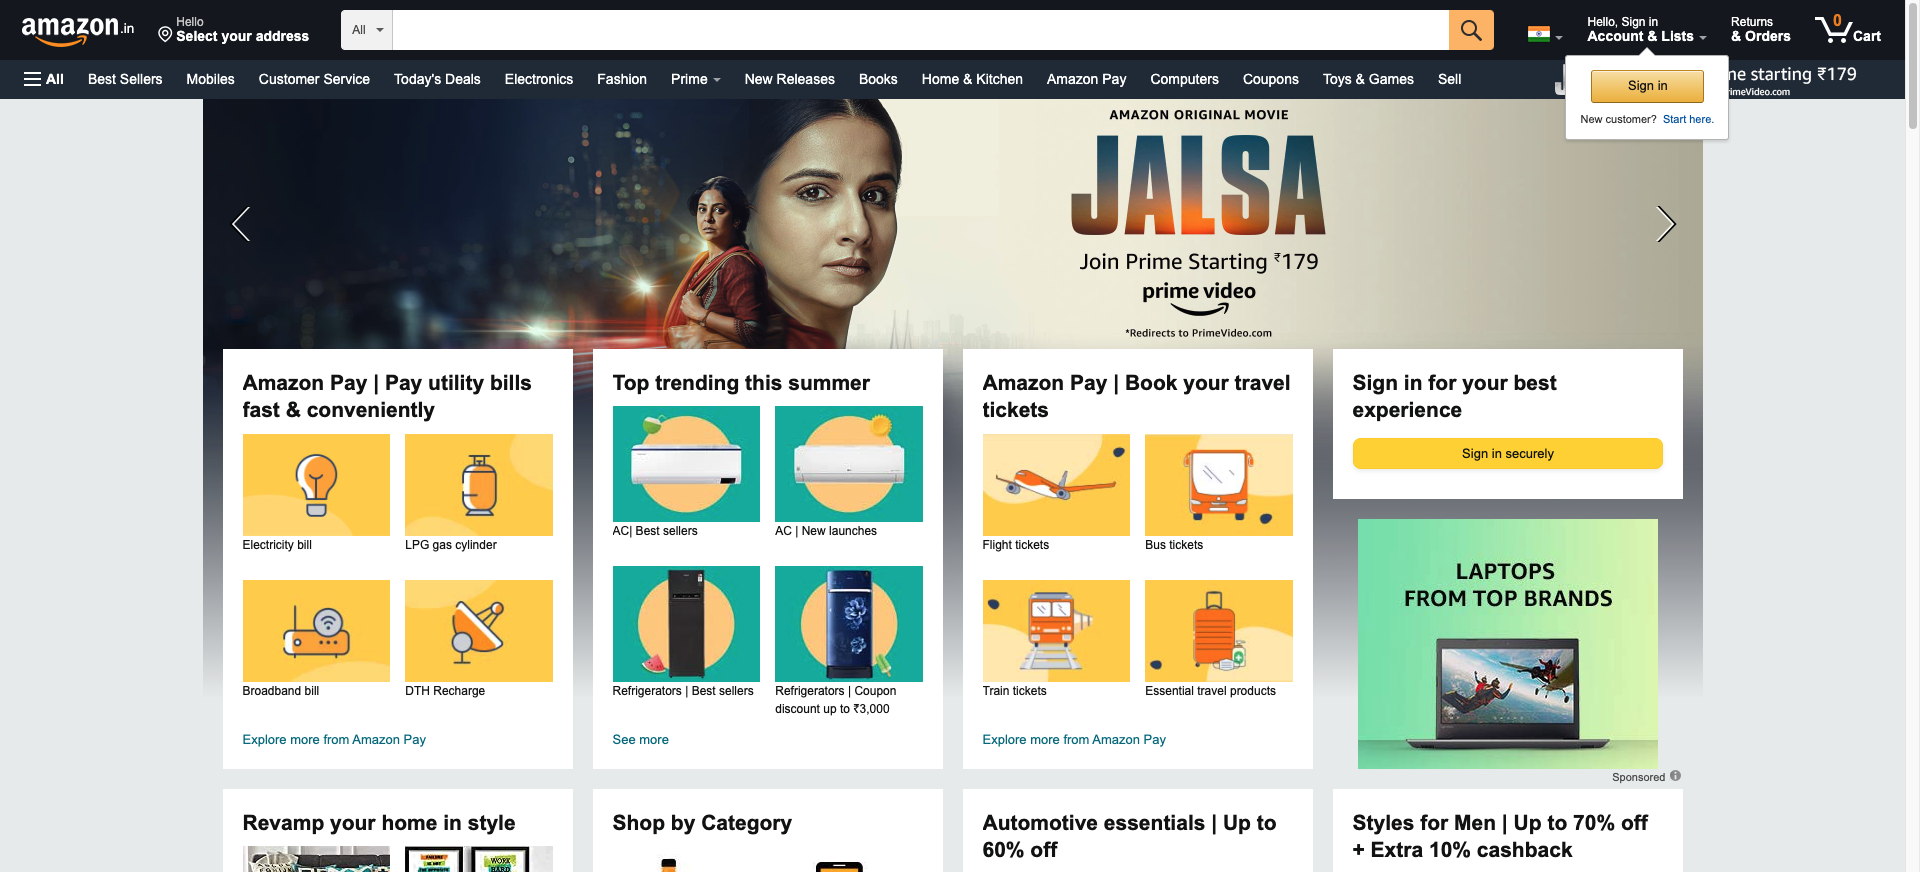 amazon.in
Hello
Select your address
All
Hello, Sign in
Account & Lists
Returns
& Orders
0
Cart
All
Best Sellers
Mobiles
Customer Service
Today's Deals
Electronics
Fashion
Prime
New Releases
Books
Home & Kitchen
Amazon Pay
Computers
Coupons
Toys & Games
Sell
starting ₹179
Sign in
New customer? Start here.
AMAZON ORIGINAL MOVIE
JALSA
Join Prime Starting ₹179
prime video
*Redirects to PrimeVideo.com
Amazon Pay | Pay utility bills
fast & conveniently
Electricity bill
LPG gas cylinder
Broadband bill
DTH Recharge
Explore more from Amazon Pay
Top trending this summer
AC| Best sellers
AC | New launches
Refrigerators | Best sellers
Refrigerators | Coupon
discount up to ₹3,000
See more
Amazon Pay | Book your travel
tickets
Flight tickets
Bus tickets
Train tickets
Essential travel products
Explore more from Amazon Pay
Sign in for your best
experience
Sign in securely
LAPTOPS
FROM TOP BRANDS
Sponsored
Revamp your home in style
Shop by Category
Automotive essentials | Up to
60% off
Styles for Men | Up to 70% off
+ Extra 10% cashback
WORK
HARD